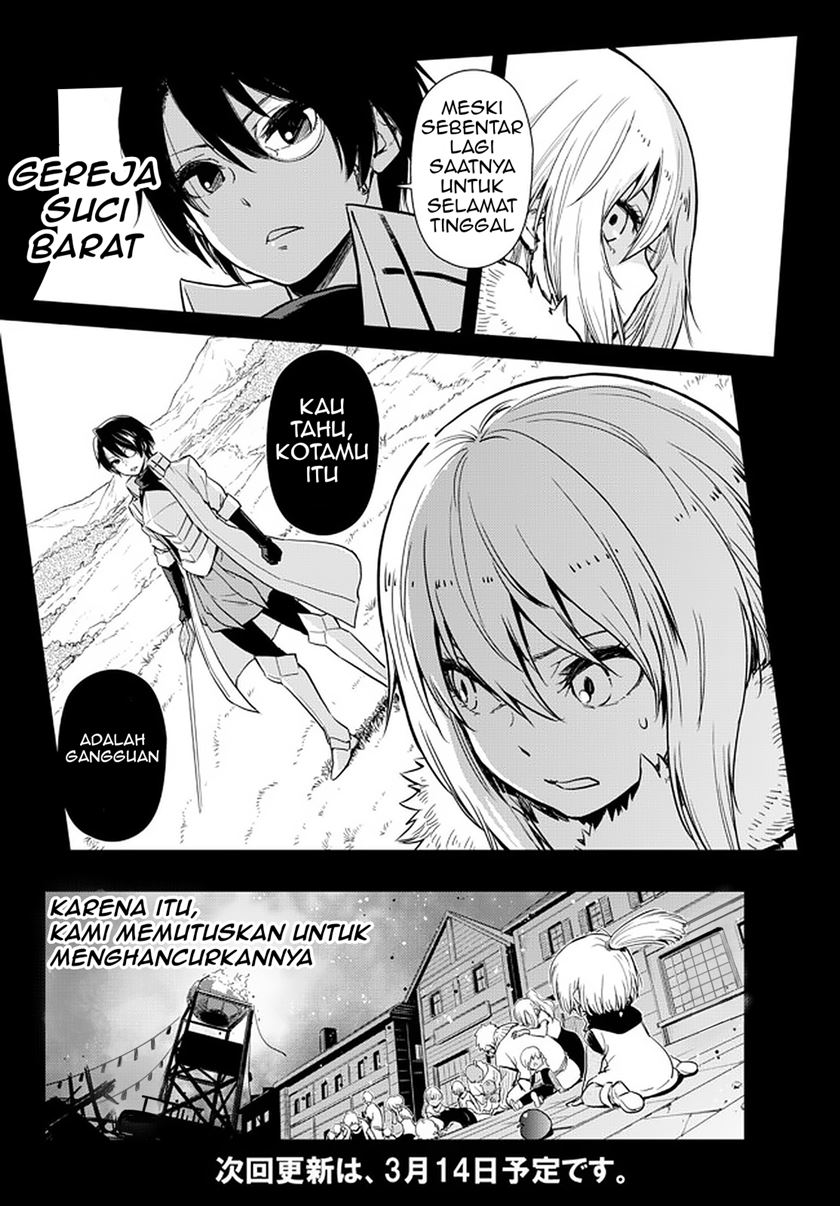 MESKI
SEBENTAR
LAGI
SAATNYA
UNTUK
SELAMAT
TINGGAL
GEREJA
SUCI
BARAT
KAU
TAHU,
KOTAMU
ITU
ADALAH
GANGGUAN
KARENA ITU,
KAMI MEMUTUSKAN UNTUK
MENGHANCURKANNYA
次回更新は、3月14日予定です。